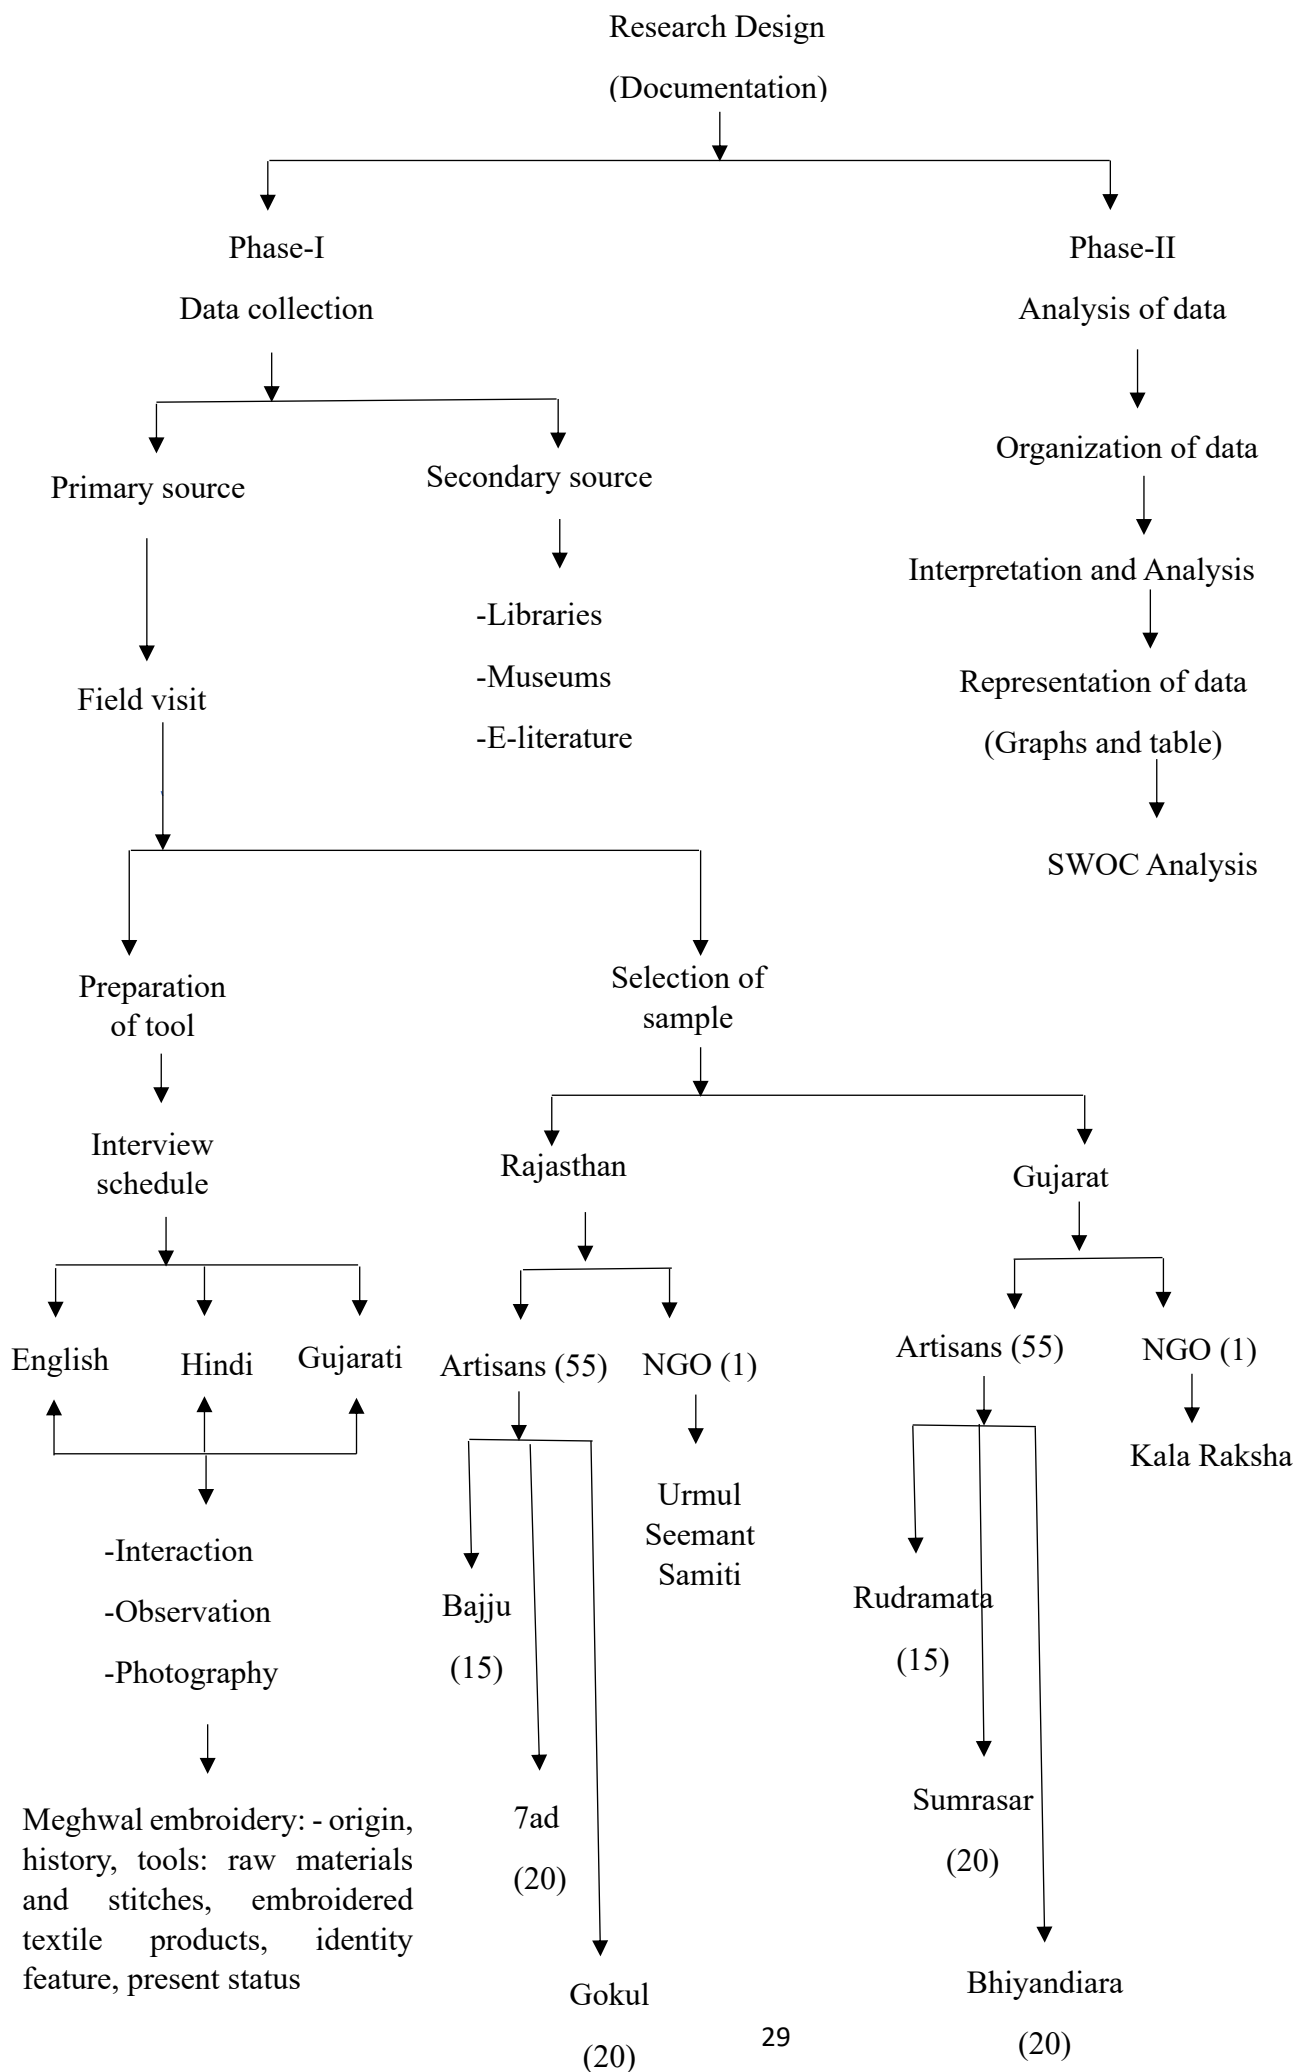 Research Design
(Documentation)
Phase-I
Phase-II
Data collection
Analysis of data
Primary source
Secondary source
Organization of data
-Libraries
-Museums
-E-literature
Interpretation and Analysis
Field visit
Representation of data
(Graphs and table)
SWOC Analysis
Preparation
of tool
Selection of
sample
Interview
schedule
Rajasthan
Gujarat
English
Hindi
Gujarati
Artisans (55)
NGO (1)
Artisans (55)
NGO (1)
Urmul
Seemant
Samiti
Kala Raksha
-Interaction
-Observation
-Photography
Bajju
(15)
Rudramata
(15)
7ad
(20)
Sumrasar
(20)
Meghwal embroidery: - origin,
history, tools: raw materials
and stitches, embroidered
textile products, identity
feature, present status
Gokul
(20)
Bhiyandiara
(20)
29